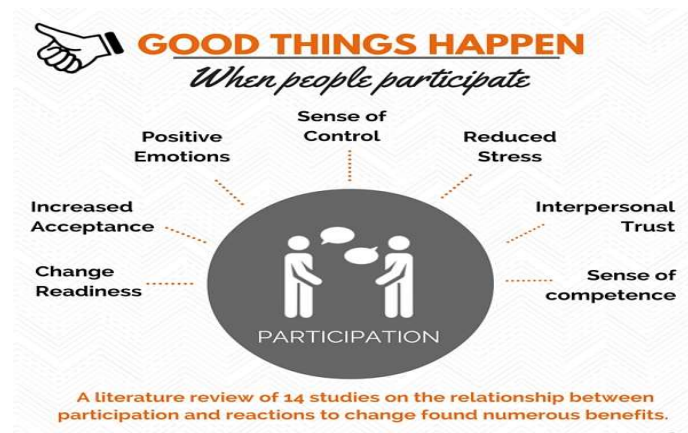 GOOD THINGS HAPPEN
When people participate
Sense of
Control
Positive
Emotions
Reduced
Stress
Increased
Acceptance
Interpersonal
Trust
Change
Readiness
Sense of
competence
PARTICIPATION
A literature review of 14 studies on the relationship between
participation and reactions to change found numerous benefits.